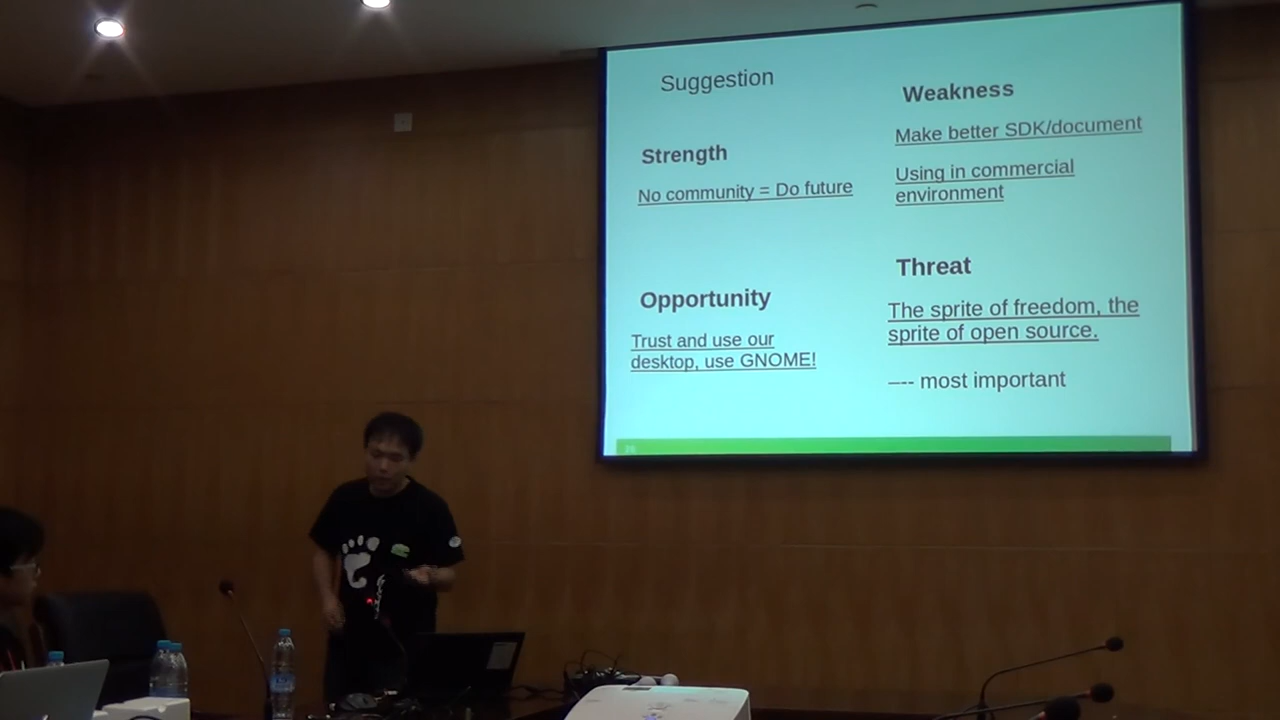 Suggestion
Strength
No community = Do future
Opportunity
Trust and use our
desktop, use GNOME!
Weakness
Make better SDK/document
Using in commercial
environment
Threat
The sprite of freedom, the
sprite of open source.
–-- most important